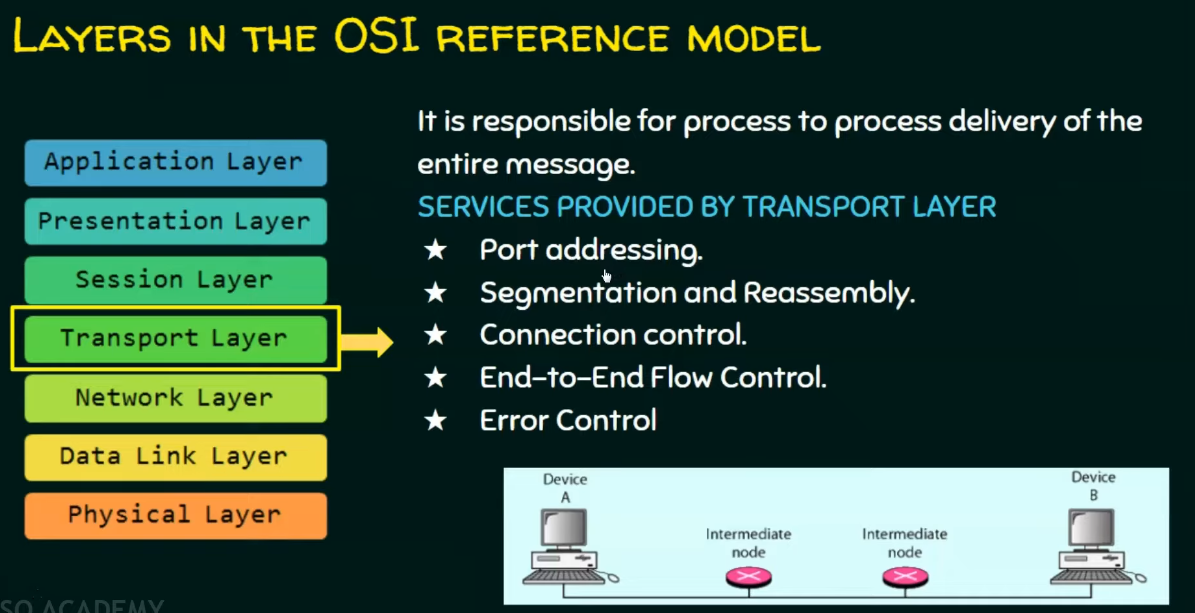 LAYERS IN THE OSI REFERENCE MODEL
Application Layer
Presentation Layer
Session Layer
Transport Layer
Network Layer
Data Link Layer
Physical Layer
It is responsible for process to process delivery of the
entire message.
SERVICES PROVIDED BY TRANSPORT LAYER
★ Port addressing.
★ Segmentation and Reassembly.
★ Connection control.
★ End-to-End Flow Control.
★ Error Control
Device
A
Intermediate
node
Intermediate
node
Device
B
SO ACADEMY